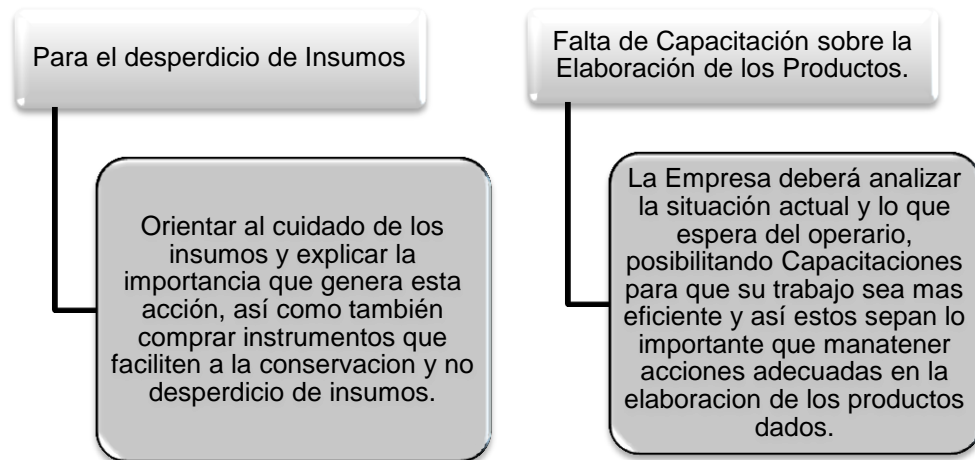 Para el desperdicio de Insumos
Orientar al cuidado de los
insumos y explicar la
importancia que genera esta
acción, así como también
comprar instrumentos que
faciliten a la conservacion y no
desperdicio de insumos.
Falta de Capacitación sobre la
Elaboración de los Productos.
La Empresa deberá analizar
la situación actual y lo que
espera del operario,
posibilitando Capacitaciones
para que su trabajo sea mas
eficiente y así estos sepan lo
importante que manatener
acciones adecuadas en la
elaboracion de los productos
dados.